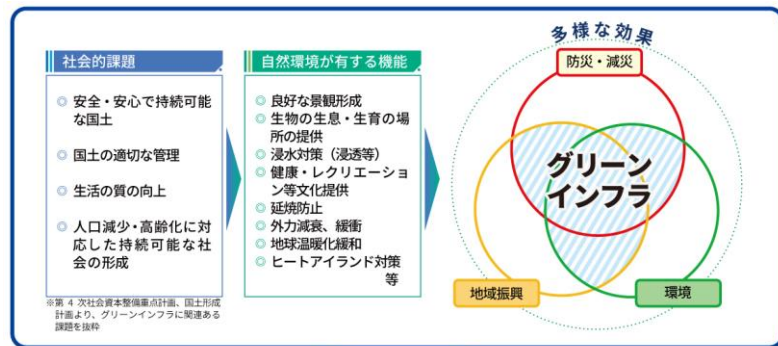 社会的課題
◎ 安全・安心で持続可能
な国土
◎ 国土の適切な管理
◎ 生活の質の向上
◎ 人口減少・高齢化に対
応した持続可能な社
会の形成
※第 4 次社会資本整備重点計画、国土形成
計画より、グリーンインフラに関連ある
課題を抜粋
自然環境が有する機能
◎ 良好な景観形成
◎ 生物の生息・生育の場
所の提供
◎ 浸水対策（浸透等）
◎ 健康・レクリエーショ
ン等文化提供
◎ 延焼防止
◎ 外力減衰、緩衝
◎ 地球温暖化緩和
◎ ヒートアイランド対策
等
多様な効果
防災・減災
グリーン
インフラ
地域振興
環境